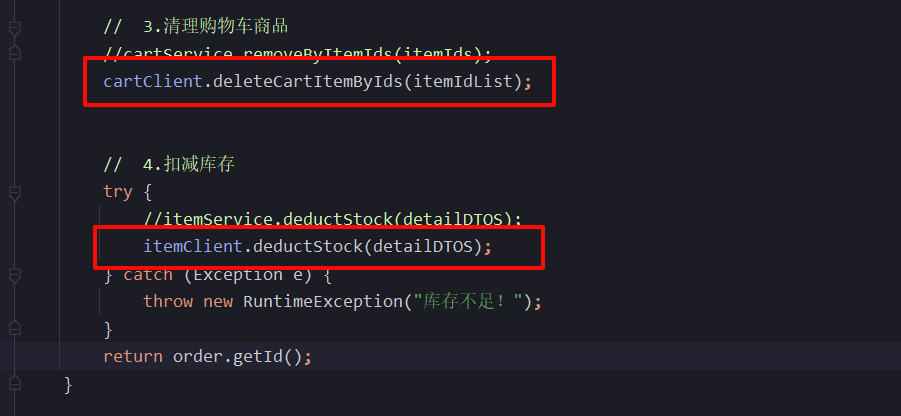 // 3.清理购物车商品
//cartService.removeByItemIds(itemIds);
cartClient.deleteCartItemByIds(itemIdList);
// 4.扣减库存
try {
//itemService.deductStock(detailDTOS);
itemClient.deductStock(detailDTOS);
} catch (Exception e) {
throw new RuntimeException("库存不足！");
}
return order.getId();
}